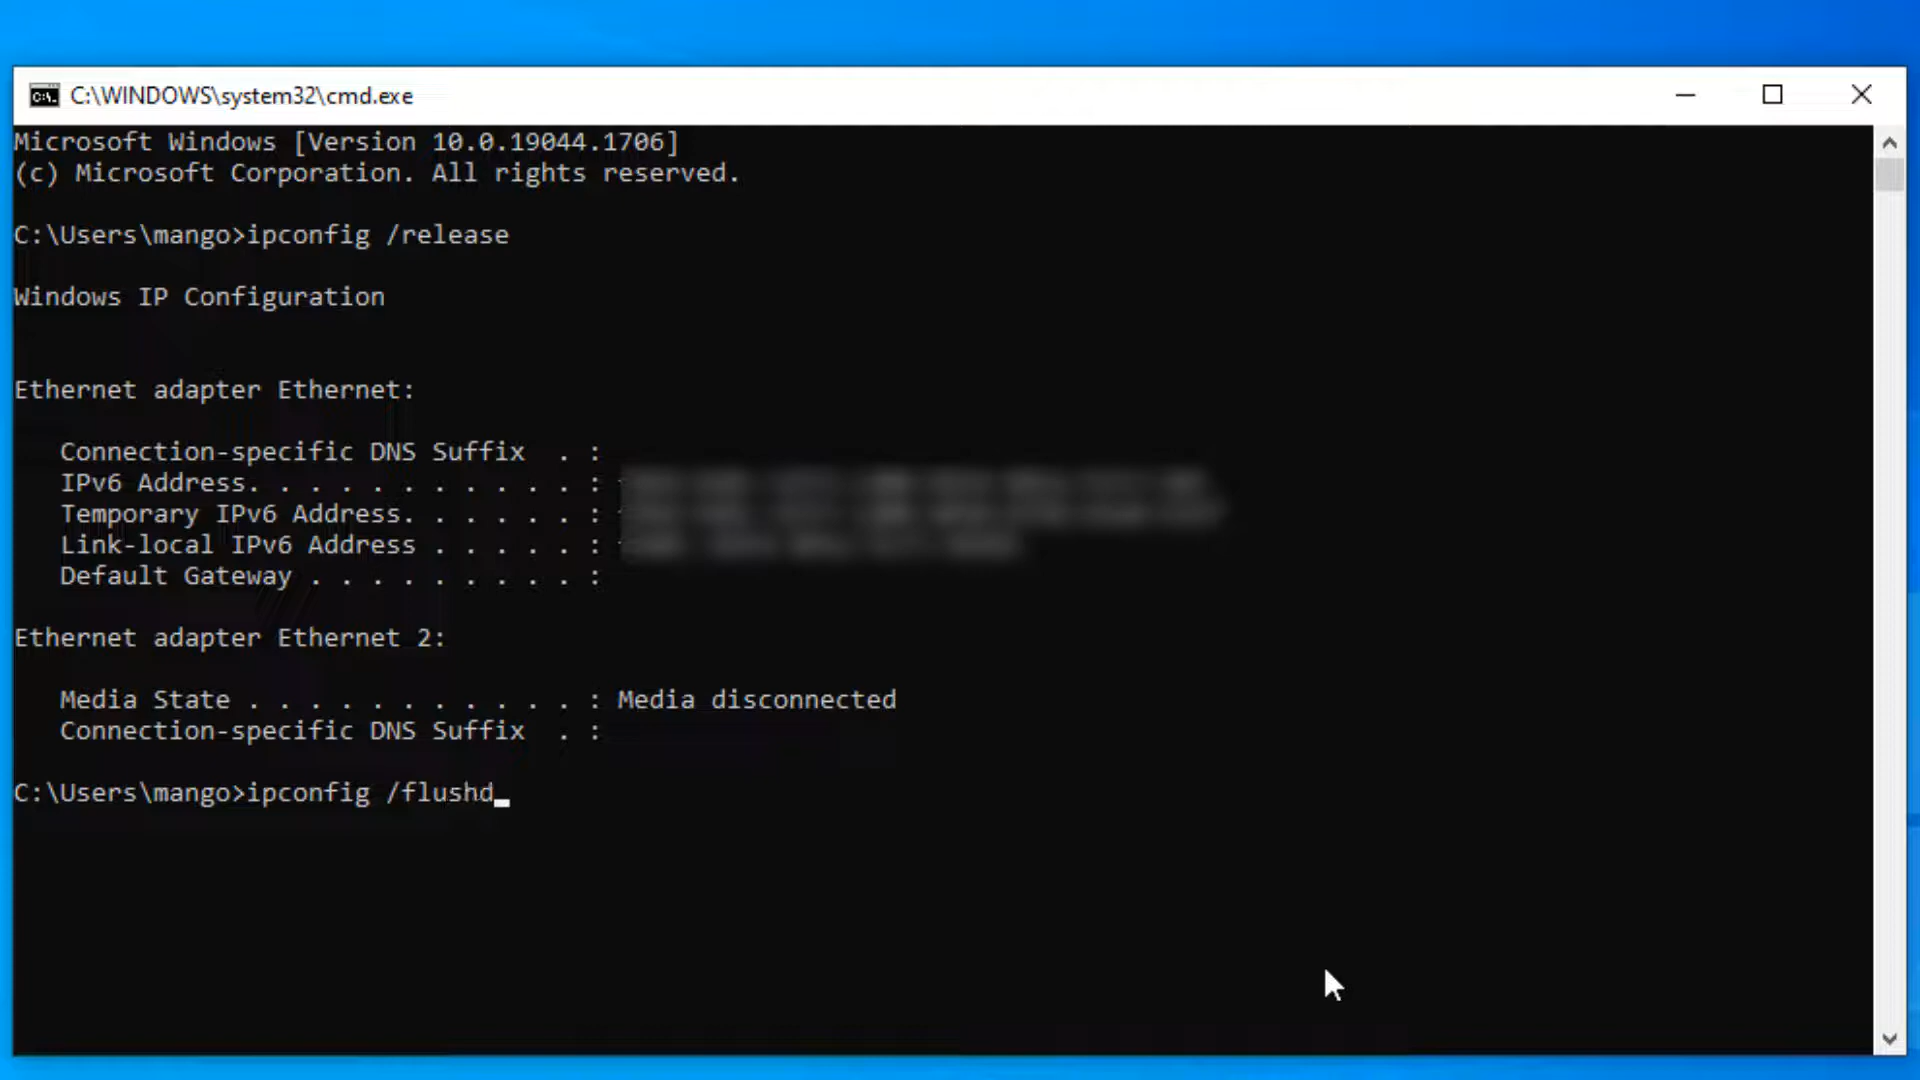 C:\WINDOWS\system32\cmd.exe
Microsoft Windows [Version 10.0.19044.1706]
(c) Microsoft Corporation. All rights reserved.
C:\Users\mango>ipconfig /release
Windows IP Configuration
Ethernet adapter Ethernet:
Connection-specific DNS Suffix  . :
IPv6 Address. . . . . . . . . . . :
Temporary IPv6 Address. . . . . . :
Link-local IPv6 Address . . . . . :
Default Gateway . . . . . . . . . :
Ethernet adapter Ethernet 2:
Media State . . . . . . . . . . . : Media disconnected
Connection-specific DNS Suffix  . :
C:\Users\mango>ipconfig /flushd_